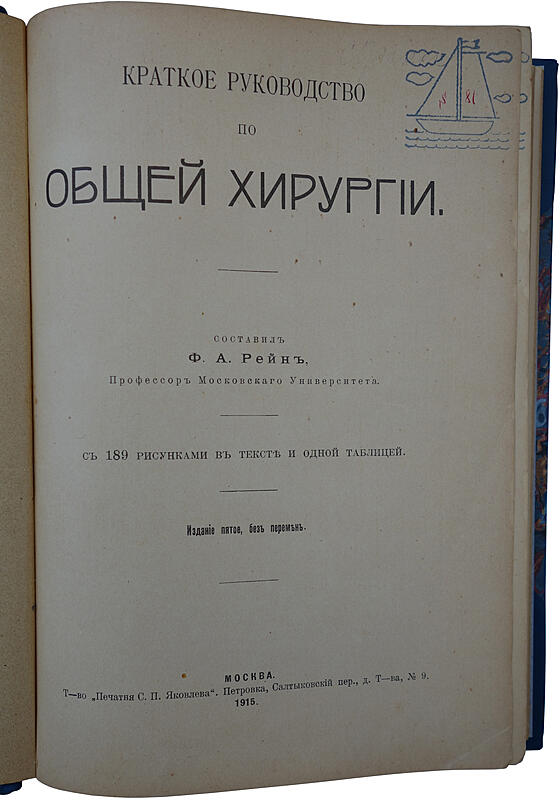 КРАТКОЕ РУКОВОДСТВО
ПО
ОБЩЕЙ ХИРУРГІИ.
СОСТАВИЛЪ
Ф. А. Рейнъ,
Профессоръ Московскаго Университета.
СЪ 189 РИСУНКАМИ ВЪ ТЕКСТѢ И ОДНОЙ ТАБЛИЦЕЙ.
Изданіе пятое, безъ перемѣнъ.
МОСКВА.
Т—во „Печатня С. П. Яковлева“. Петровка, Салтыковскій пер., д. Т—ва, № 9.
1915.